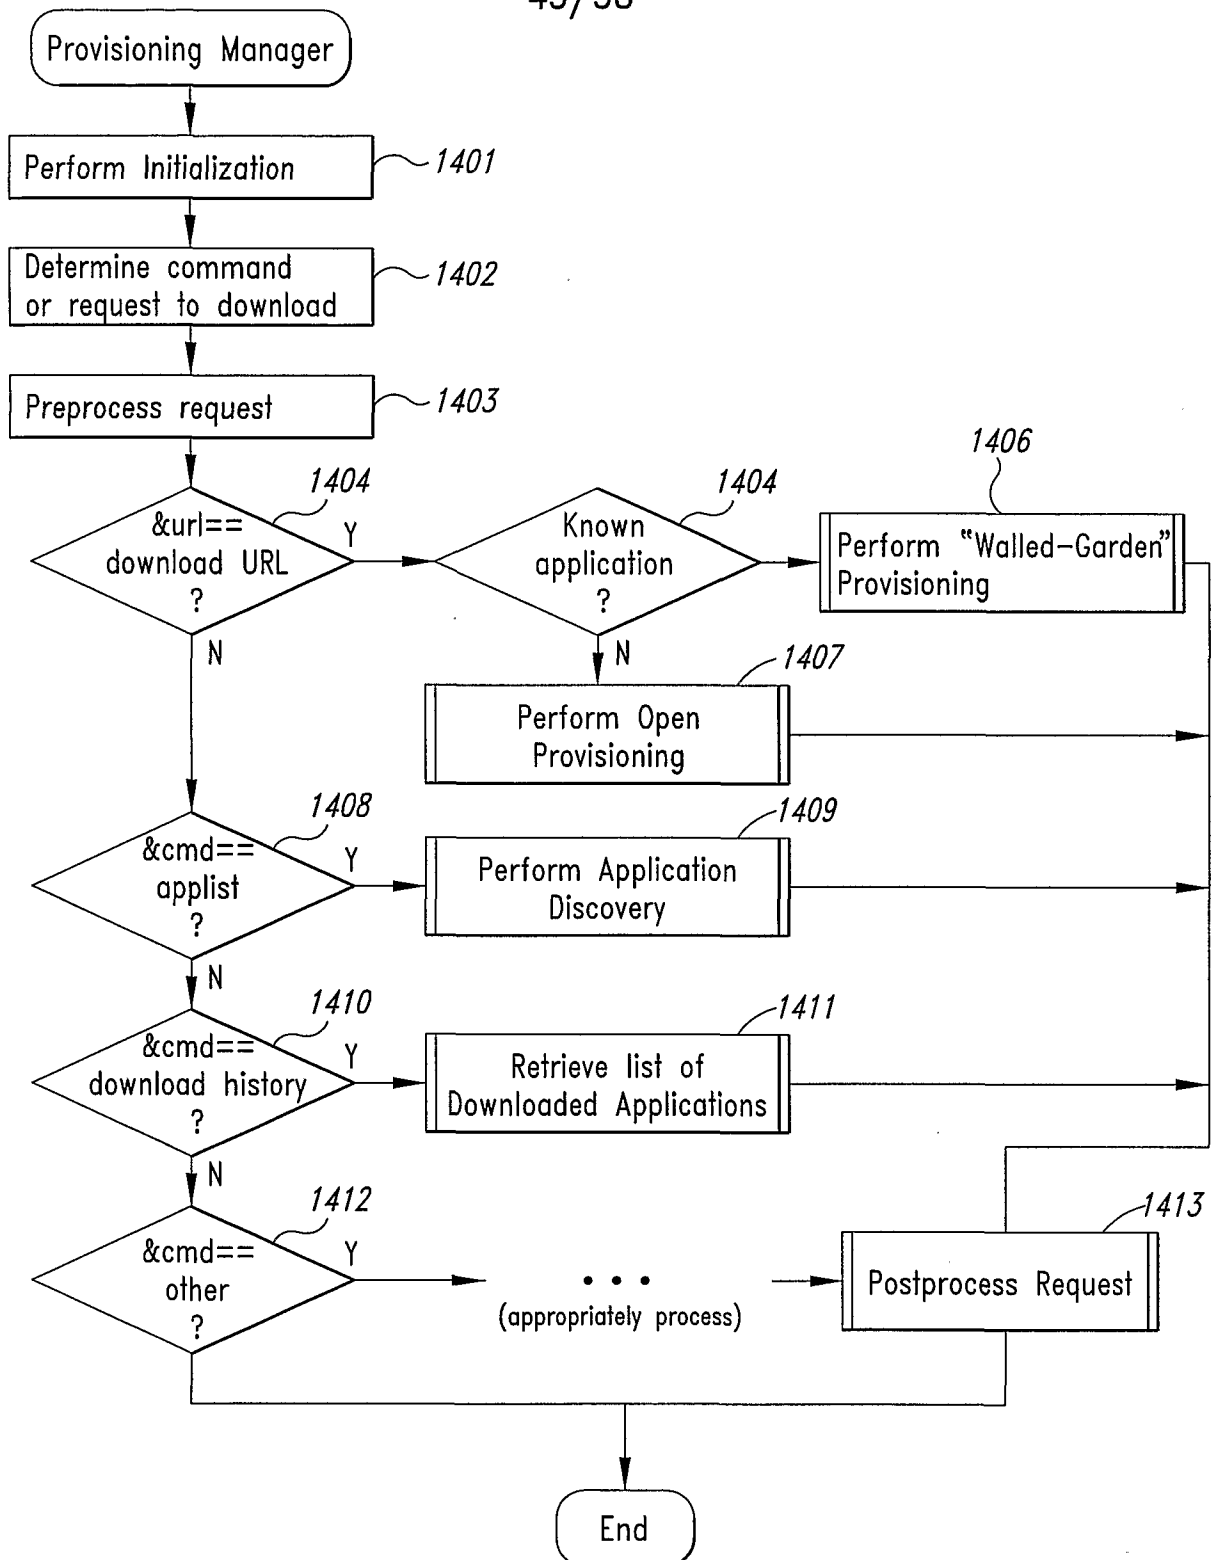 Provisioning Manager
Perform Initialization
1401
Determine command
or request to download
1402
Preprocess request
1403
&url==
download URL
?
1404
Y
N
Known
application
?
1404
N
Perform "Walled-Garden"
Provisioning
1406
Perform Open
Provisioning
1407
&cmd==
applist
?
1408
Y
N
Perform Application
Discovery
1409
&cmd==
download history
?
1410
Y
N
Retrieve list of
Downloaded Applications
1411
&cmd==
other
?
1412
Y
• • •
(appropriately process)
Postprocess Request
1413
End